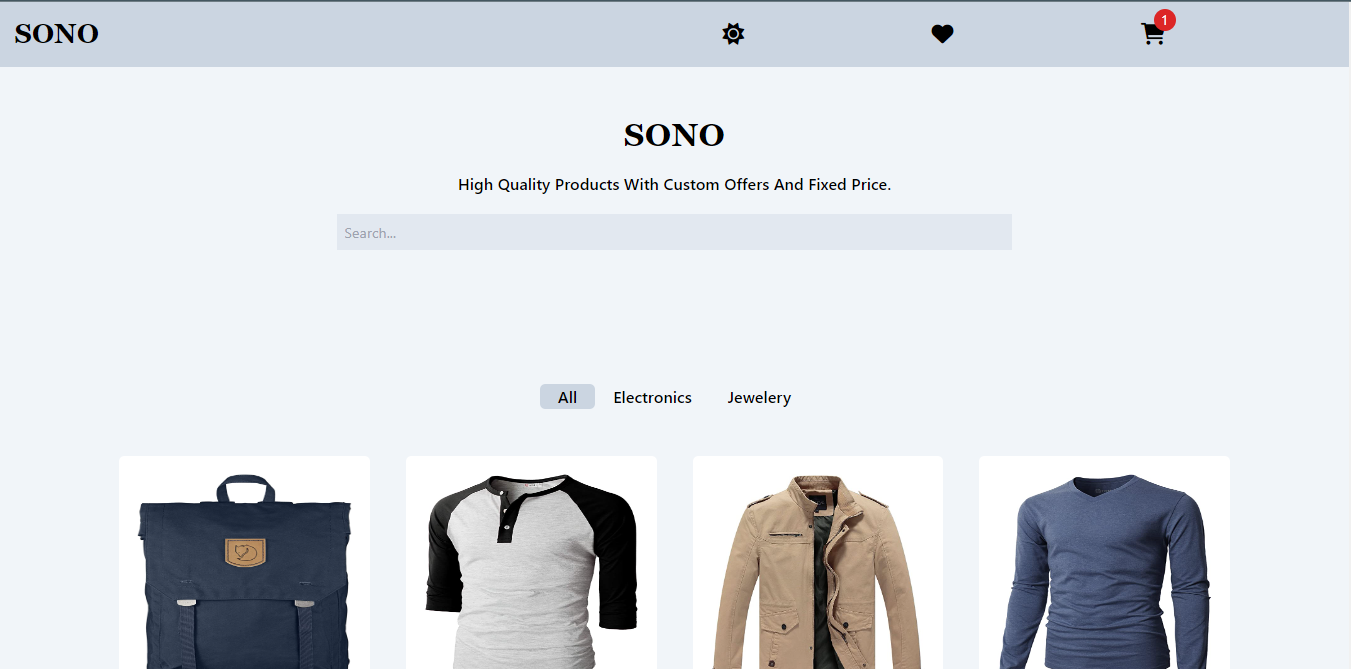 SONO
1
SONO
High Quality Products With Custom Offers And Fixed Price.
Search...
All Electronics Jewelery